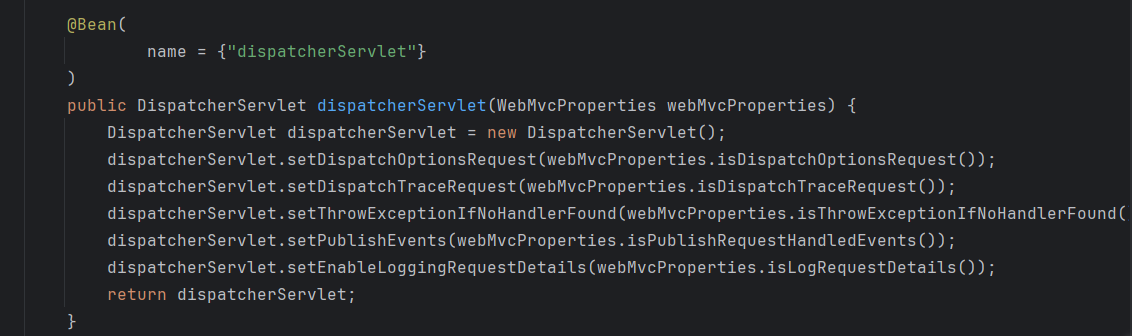 @Bean(
name = {"dispatcherServlet"}
)
public DispatcherServlet dispatcherServlet(WebMvcProperties webMvcProperties) {
DispatcherServlet dispatcherServlet = new DispatcherServlet();
dispatcherServlet.setDispatchOptionsRequest(webMvcProperties.isDispatchOptionsRequest());
dispatcherServlet.setDispatchTraceRequest(webMvcProperties.isDispatchTraceRequest());
dispatcherServlet.setThrowExceptionIfNoHandlerFound(webMvcProperties.isThrowExceptionIfNoHandlerFound(
dispatcherServlet.setPublishEvents(webMvcProperties.isPublishRequestHandledEvents());
dispatcherServlet.setEnableLoggingRequestDetails(webMvcProperties.isLogRequestDetails());
return dispatcherServlet;
}